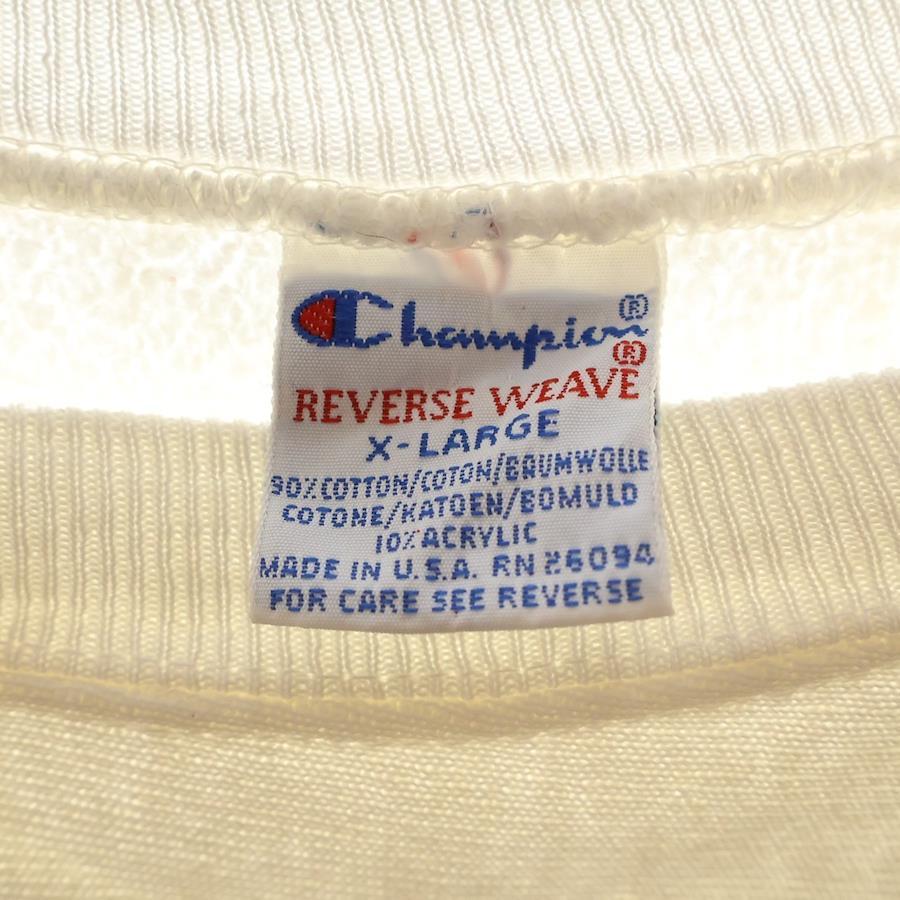 Champion®
REVERSE WEAVE®
X-LARGE
90% COTTON/COTON/BAUMWOLLE
COTONE/KATOEN/BOMULD
10% ACRYLIC
MADE IN U.S.A. RN 26094
FOR CARE SEE REVERSE